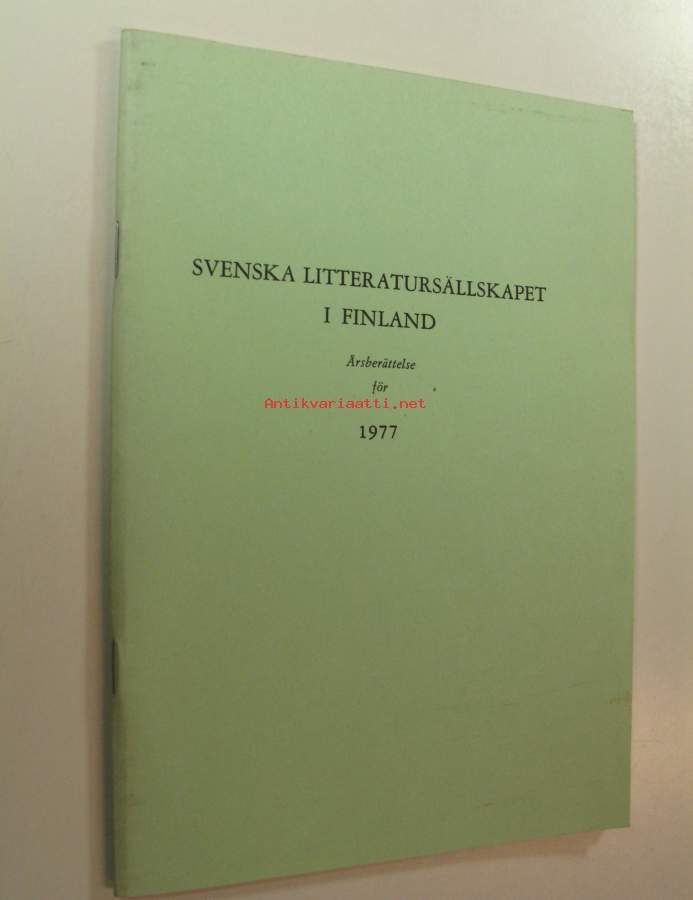 SVENSKA LITTERATURSÄLLSKAPET
I FINLAND
Årsberättelse
för
Antikvariaatti.net
1977